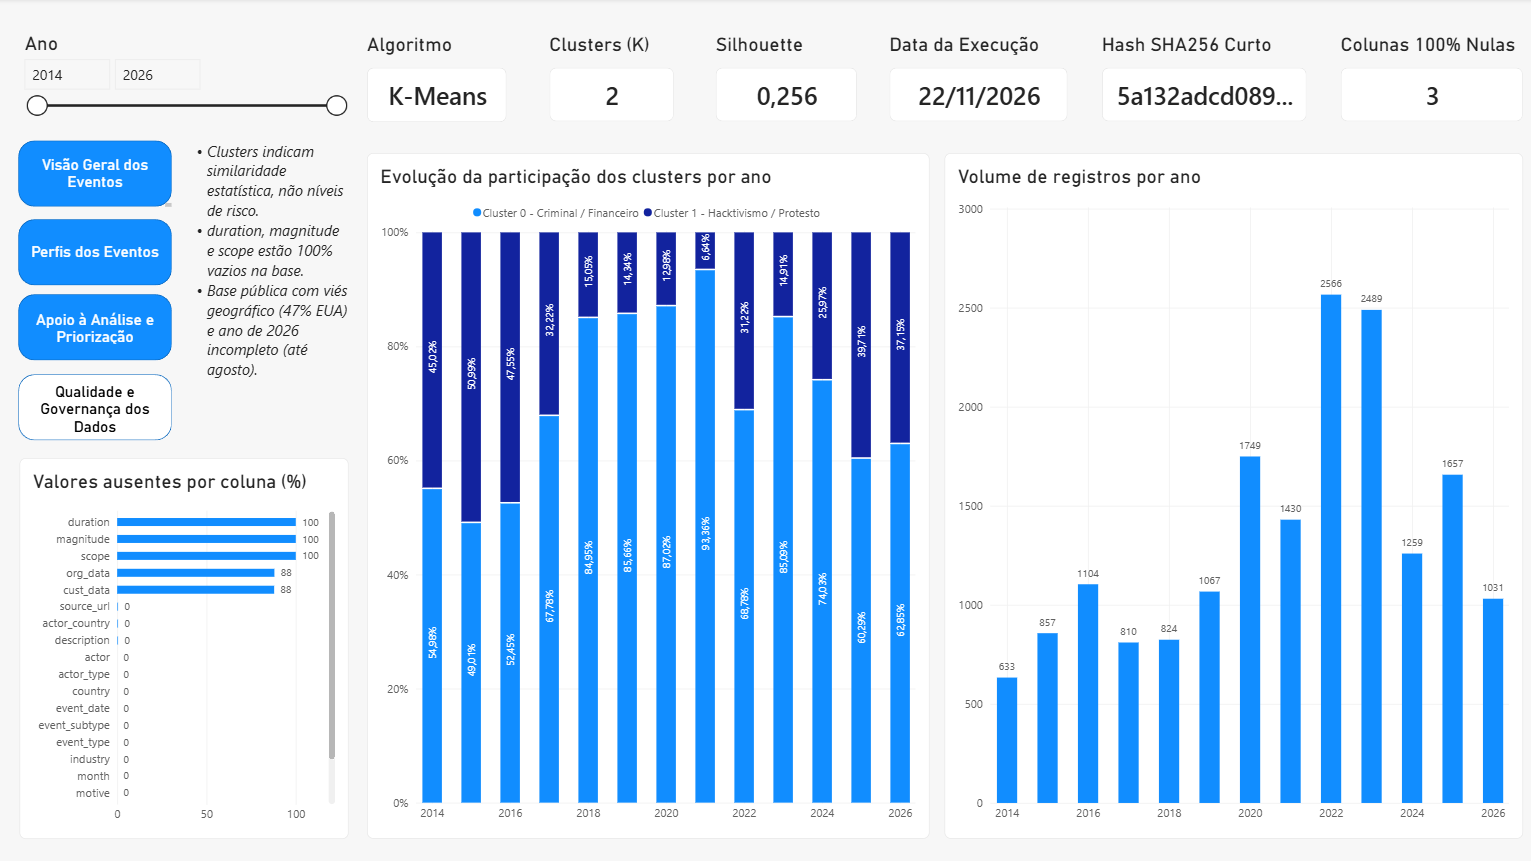 Ano
2014
2026
Algoritmo
K-Means
Clusters (K)
2
Silhouette
0,256
Data da Execução
22/11/2026
Hash SHA256 Curto
5a132adcd089...
Colunas 100% Nulas
3
Visão Geral dos
Eventos
Perfis dos Eventos
Apoio à Análise e
Priorização
Qualidade e
Governança dos
Dados
• Clusters indicam
similaridade
estatística, não níveis
de risco.
• duration, magnitude
e scope estão 100%
vazios na base.
• Base pública com viés
geográfico (47% EUA)
e ano de 2026
incompleto (até
agosto).
Valores ausentes por coluna (%)
duration 100
magnitude 100
scope 100
org_data 88
cust_data 88
source_url 0
actor_country 0
description 0
actor 0
actor_type 0
country 0
event_date 0
event_subtype 0
event_type 0
industry 0
month 0
motive 0
0 50 100
Evolução da participação dos clusters por ano
Cluster 0 - Criminal / Financeiro Cluster 1 - Hacktivismo / Protesto
100%
80%
60%
40%
20%
0%
45,02%
50,99%
47,55%
32,22%
15,05%
14,34%
12,98%
6,64%
31,22%
14,91%
25,97%
39,71%
37,15%
54,98%
49,01%
52,45%
67,78%
84,95%
85,66%
87,02%
93,36%
68,78%
85,09%
74,03%
60,29%
62,85%
2014 2016 2018 2020 2022 2024 2026
Volume de registros por ano
3000
2500
2000
1500
1000
500
0
633
857
1104
810
824
1067
1749
1430
2566
2489
1259
1657
1031
2014 2016 2018 2020 2022 2024 2026